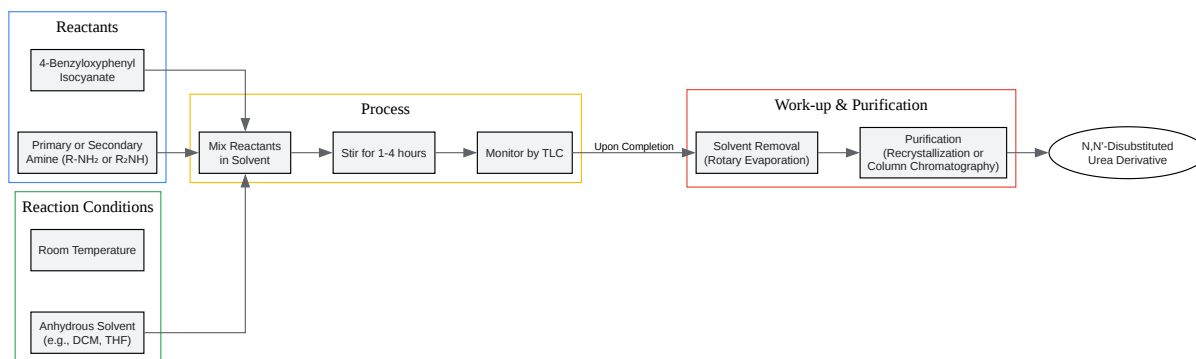 Reactants
4-Benzyloxyphenyl
Isocyanate
Primary or Secondary
Amine (R-NH₂ or R₂NH)
Reaction Conditions
Room Temperature
Anhydrous Solvent
(e.g., DCM, THF)
Process
Mix Reactants
in Solvent
Stir for 1-4 hours
Monitor by TLC
Upon Completion
Work-up & Purification
Solvent Removal
(Rotary Evaporation)
Purification
(Recrystallization or
Column Chromatography)
N,N'-Disubstituted
Urea Derivative